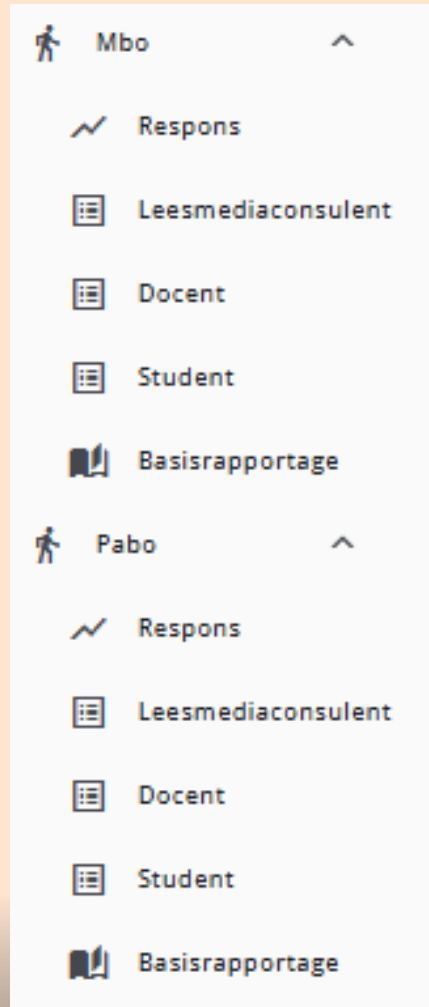 Mbo
Respons
Leesmediaconsulent
Docent
Student
Basisrapportage
Pabo
Respons
Leesmediaconsulent
Docent
Student
Basisrapportage